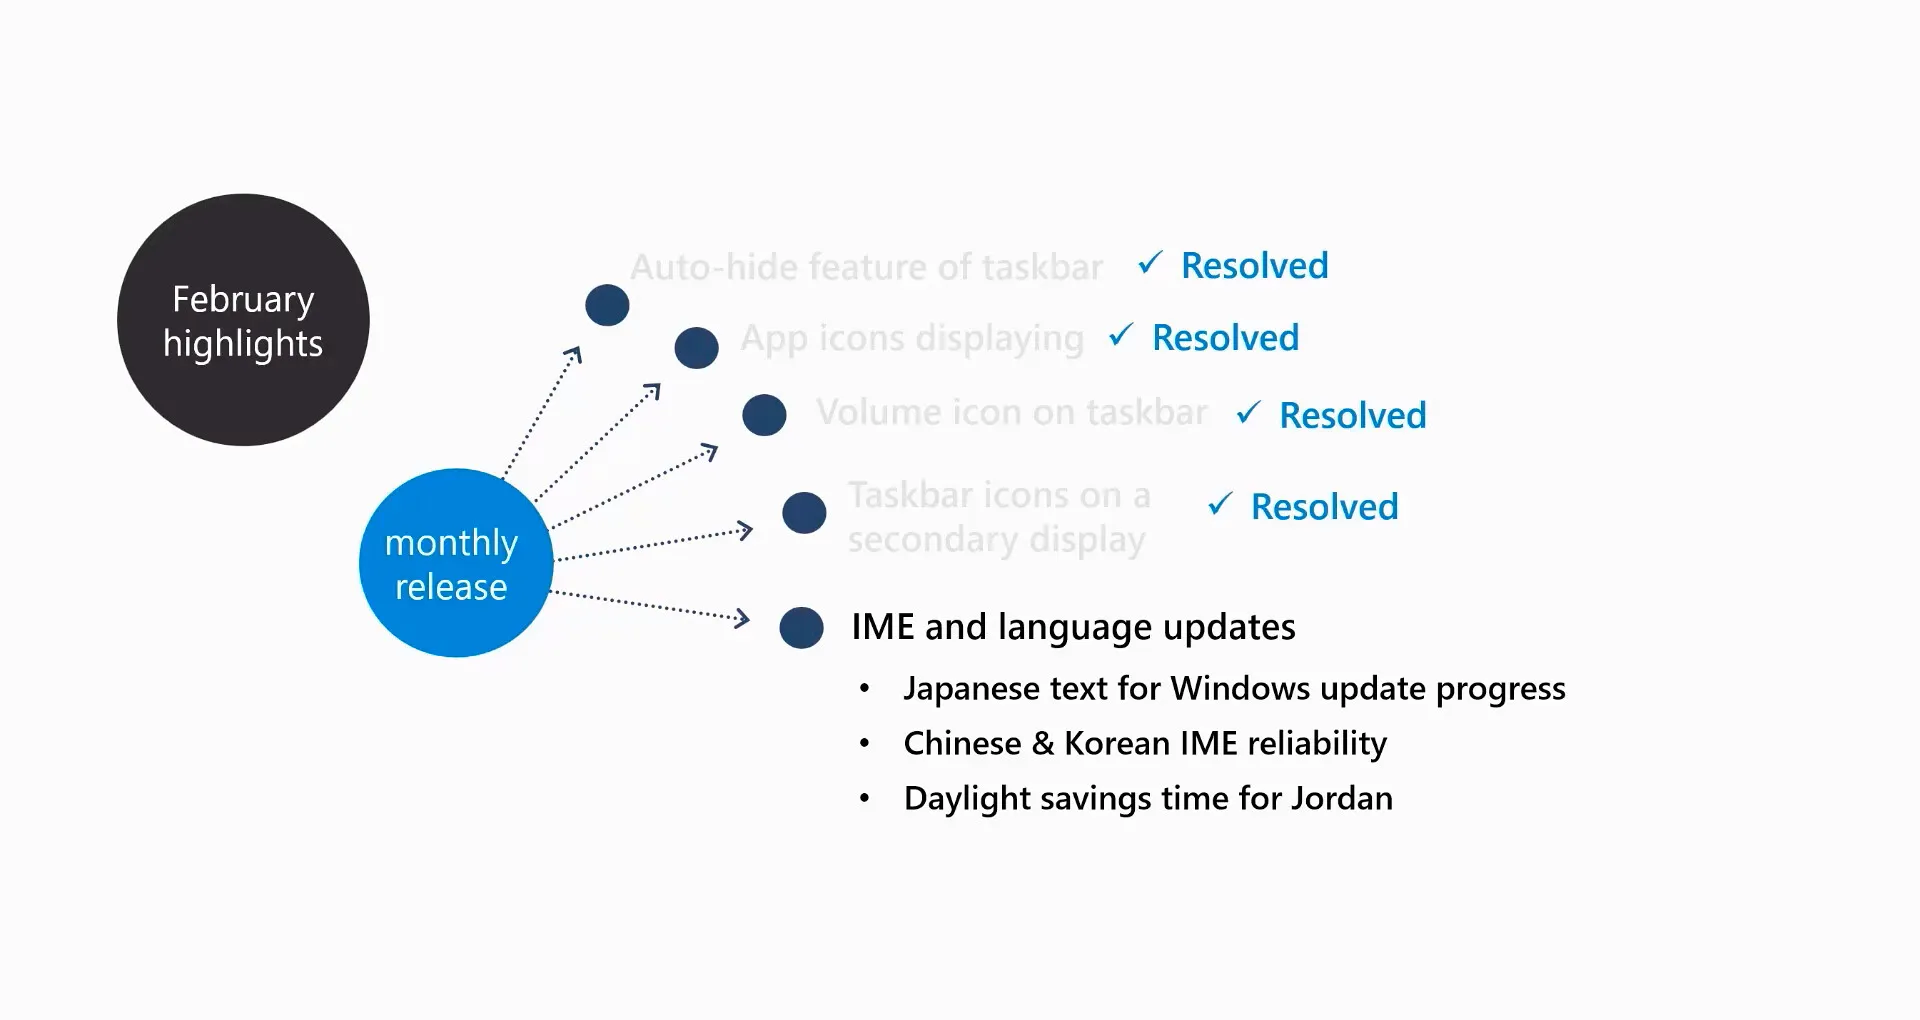 February
highlights
Auto-hide feature of taskbar ✓ Resolved
App icons displaying ✓ Resolved
Volume icon on taskbar ✓ Resolved
Taskbar icons on a
secondary display ✓ Resolved
monthly
release
IME and language updates
• Japanese text for Windows update progress
• Chinese & Korean IME reliability
• Daylight savings time for Jordan